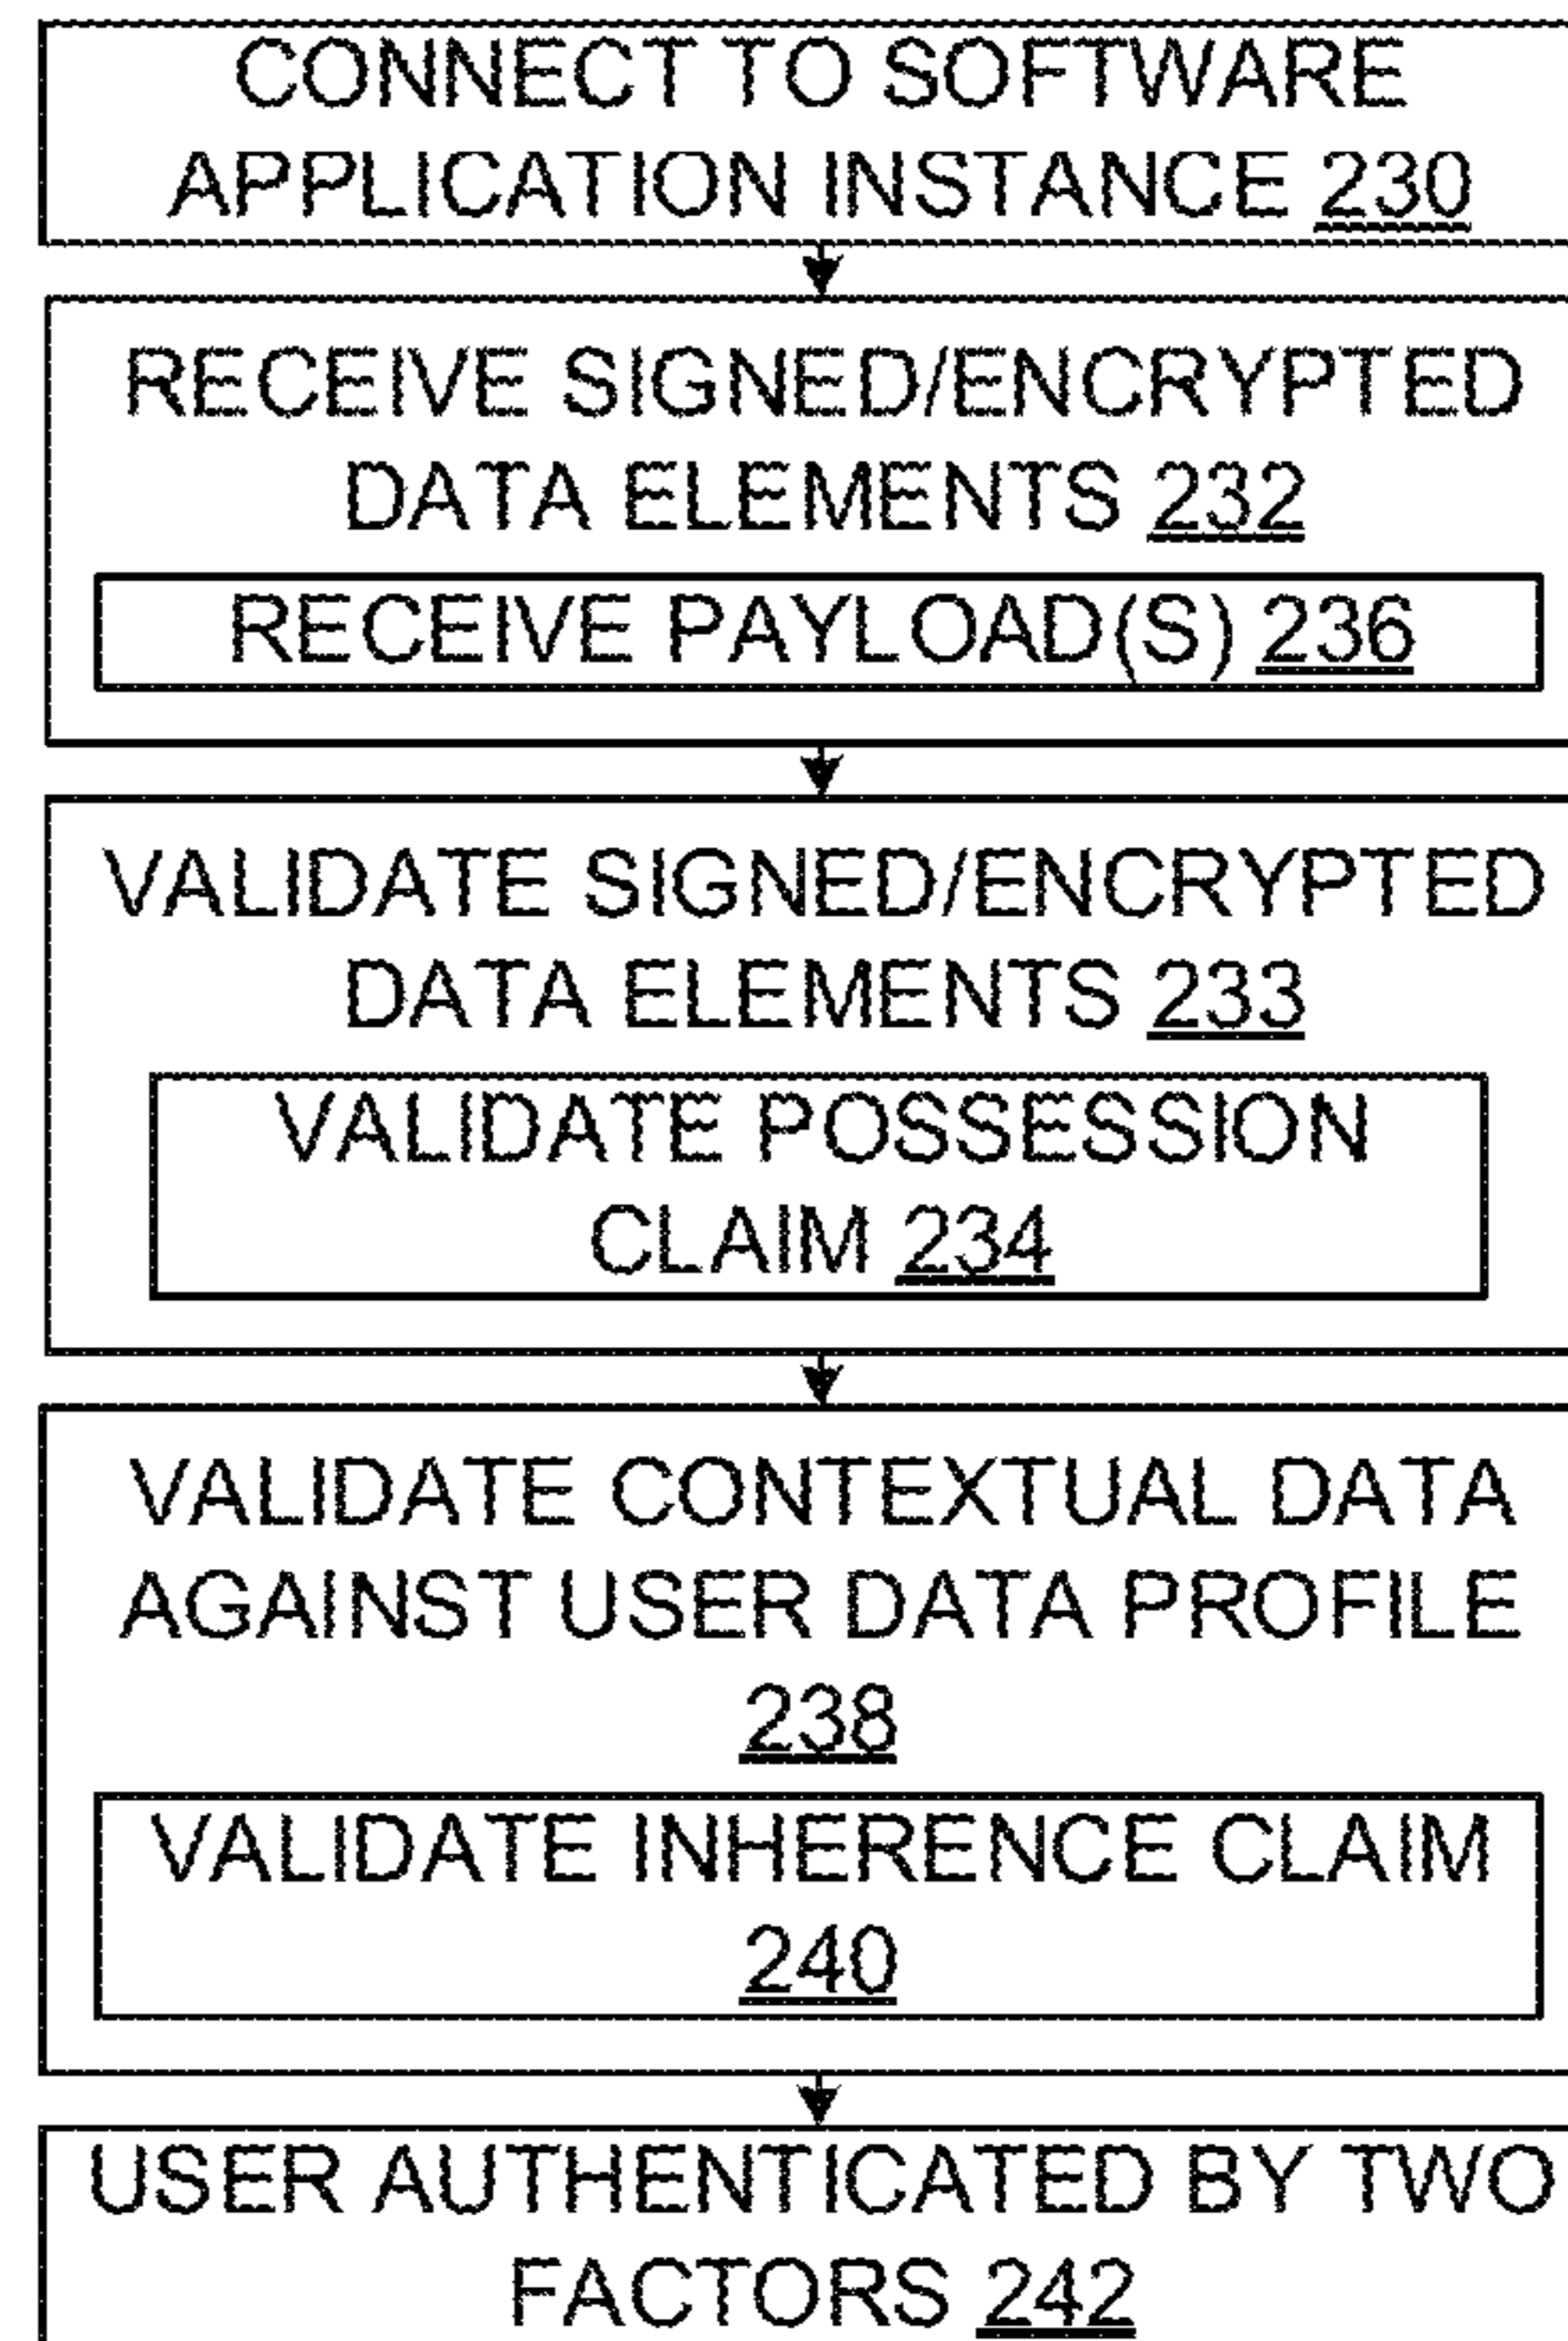 CONNECT TO SOFTWARE
APPLICATION INSTANCE 230
RECEIVE SIGNED/ENCRYPTED
DATA ELEMENTS 232
RECEIVE PAYLOAD(S) 236
VALIDATE SIGNED/ENCRYPTED
DATA ELEMENTS 233
VALIDATE POSSESSION
CLAIM 234
VALIDATE CONTEXTUAL DATA
AGAINST USER DATA PROFILE
238
VALIDATE INHERENCE CLAIM
240
USER AUTHENTICATED BY TWO
FACTORS 242